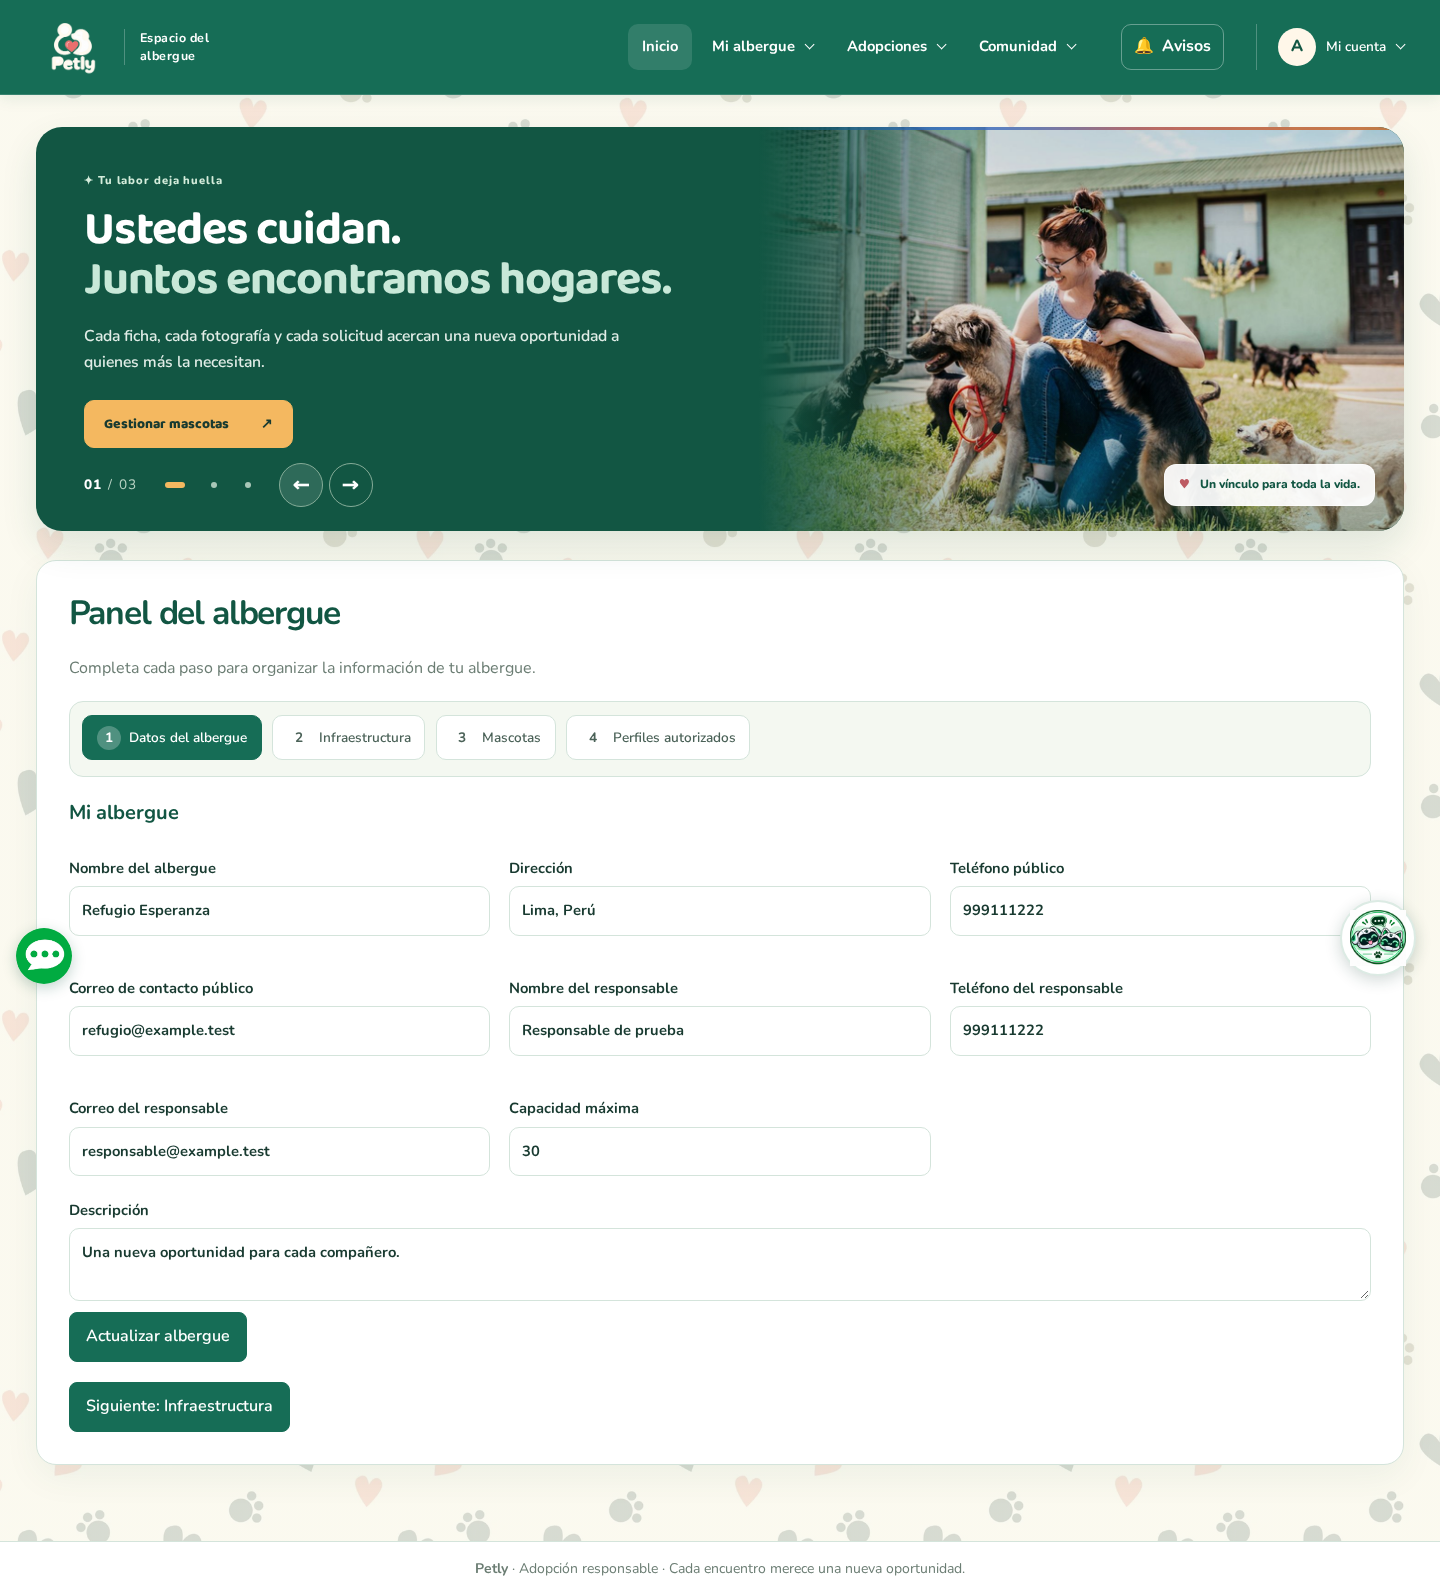 Petly
Espacio del
albergue
Inicio
Mi albergue
Adopciones
Comunidad
Avisos
A
Mi cuenta
✦ Tu labor deja huella
Ustedes cuidan.
Juntos encontramos hogares.
Cada ficha, cada fotografía y cada solicitud acercan una nueva oportunidad a
quienes más la necesitan.
Gestionar mascotas ↗
01 / 03
← →
♥ Un vínculo para toda la vida.
Panel del albergue
Completa cada paso para organizar la información de tu albergue.
1 Datos del albergue
2 Infraestructura
3 Mascotas
4 Perfiles autorizados
Mi albergue
Nombre del albergue
Refugio Esperanza
Dirección
Lima, Perú
Teléfono público
999111222
Correo de contacto público
refugio@example.test
Nombre del responsable
Responsable de prueba
Teléfono del responsable
999111222
Correo del responsable
responsable@example.test
Capacidad máxima
30
Descripción
Una nueva oportunidad para cada compañero.
Actualizar albergue
Siguiente: Infraestructura
Petly · Adopción responsable · Cada encuentro merece una nueva oportunidad.